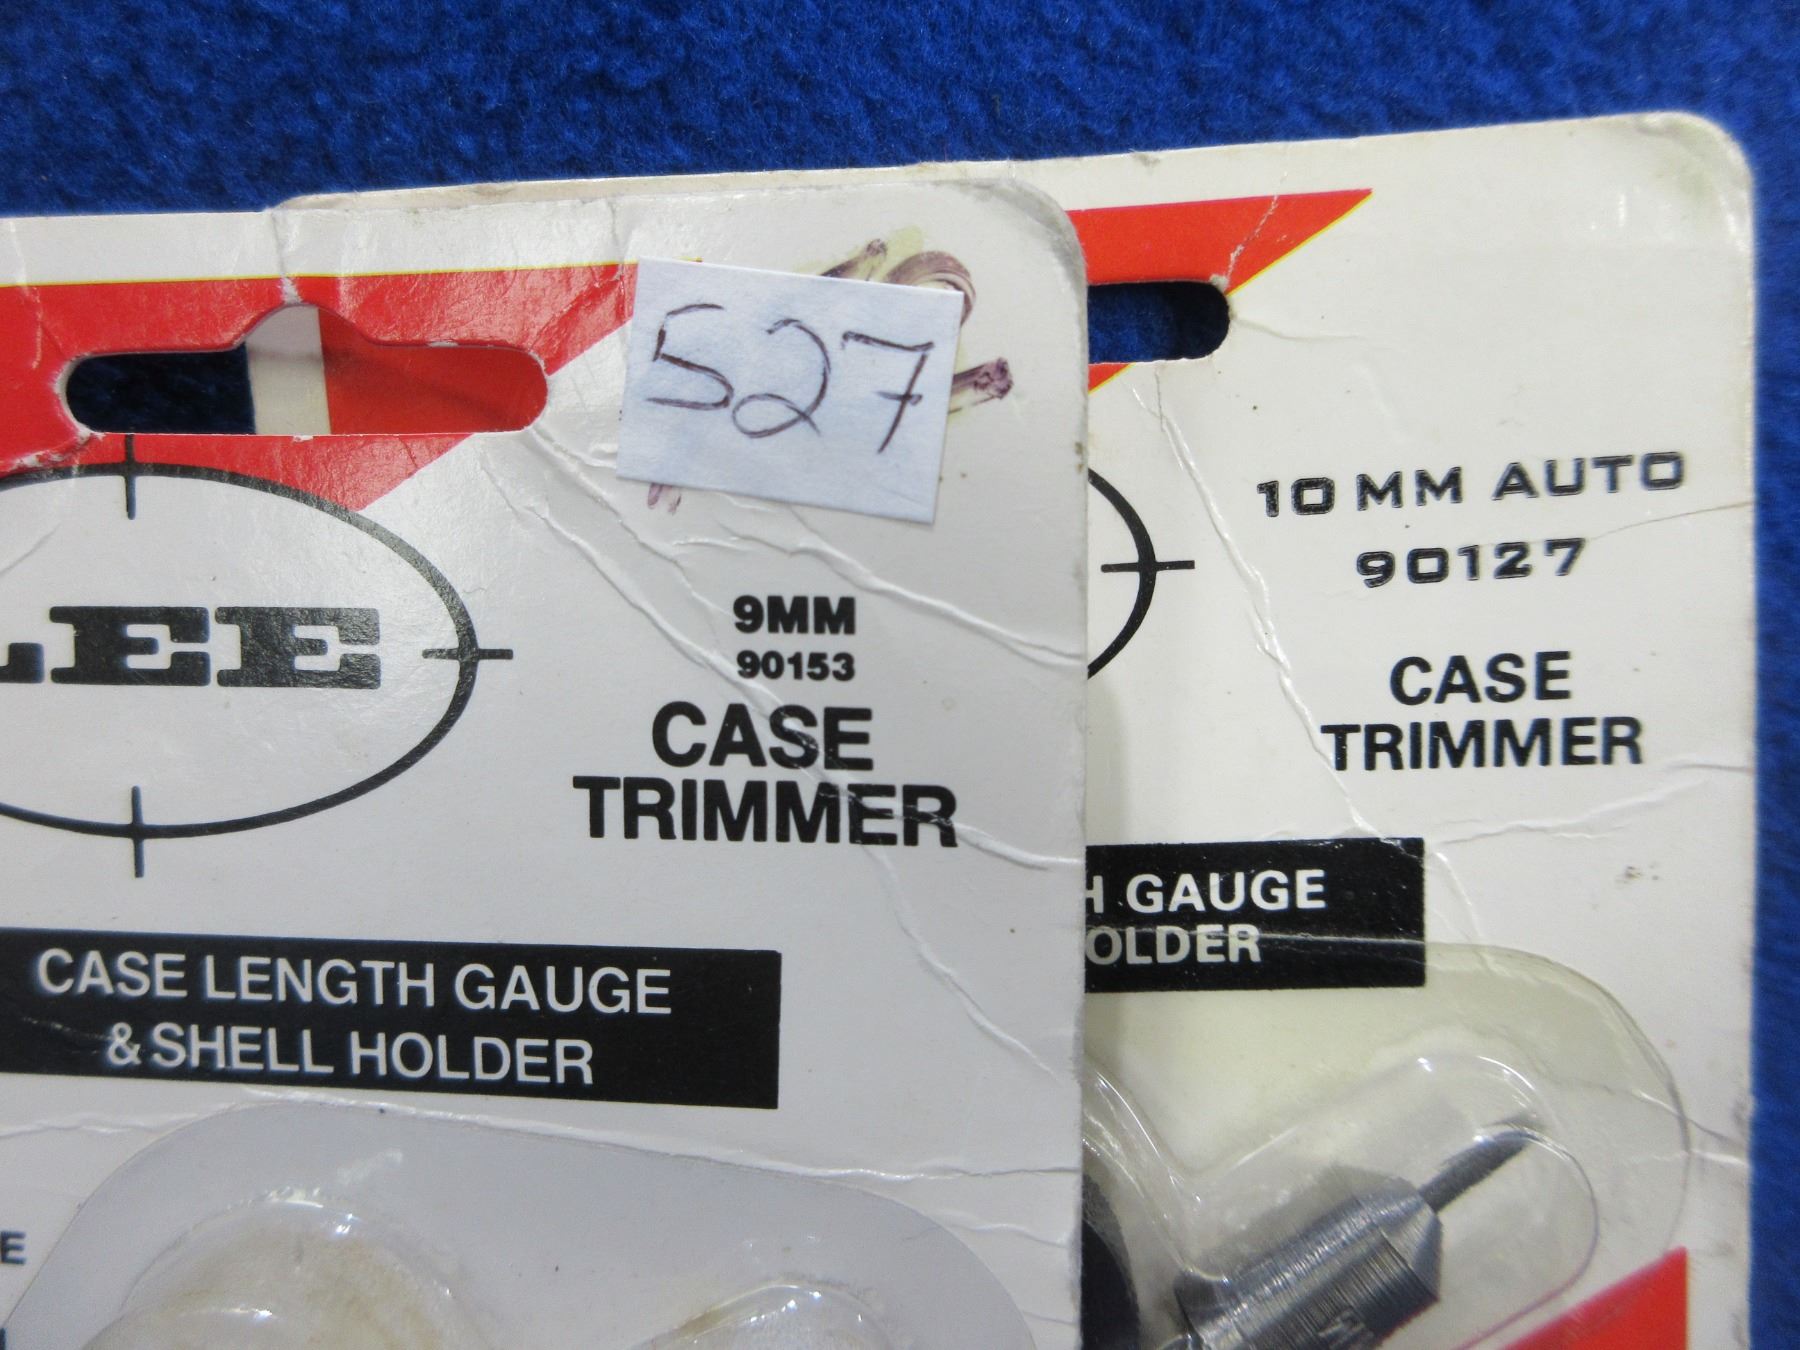 527
LEE
9MM
90153
CASE
TRIMMER
CASE LENGTH GAUGE
& SHELL HOLDER
10 MM AUTO
90127
CASE
TRIMMER
H GAUGE
OLDER